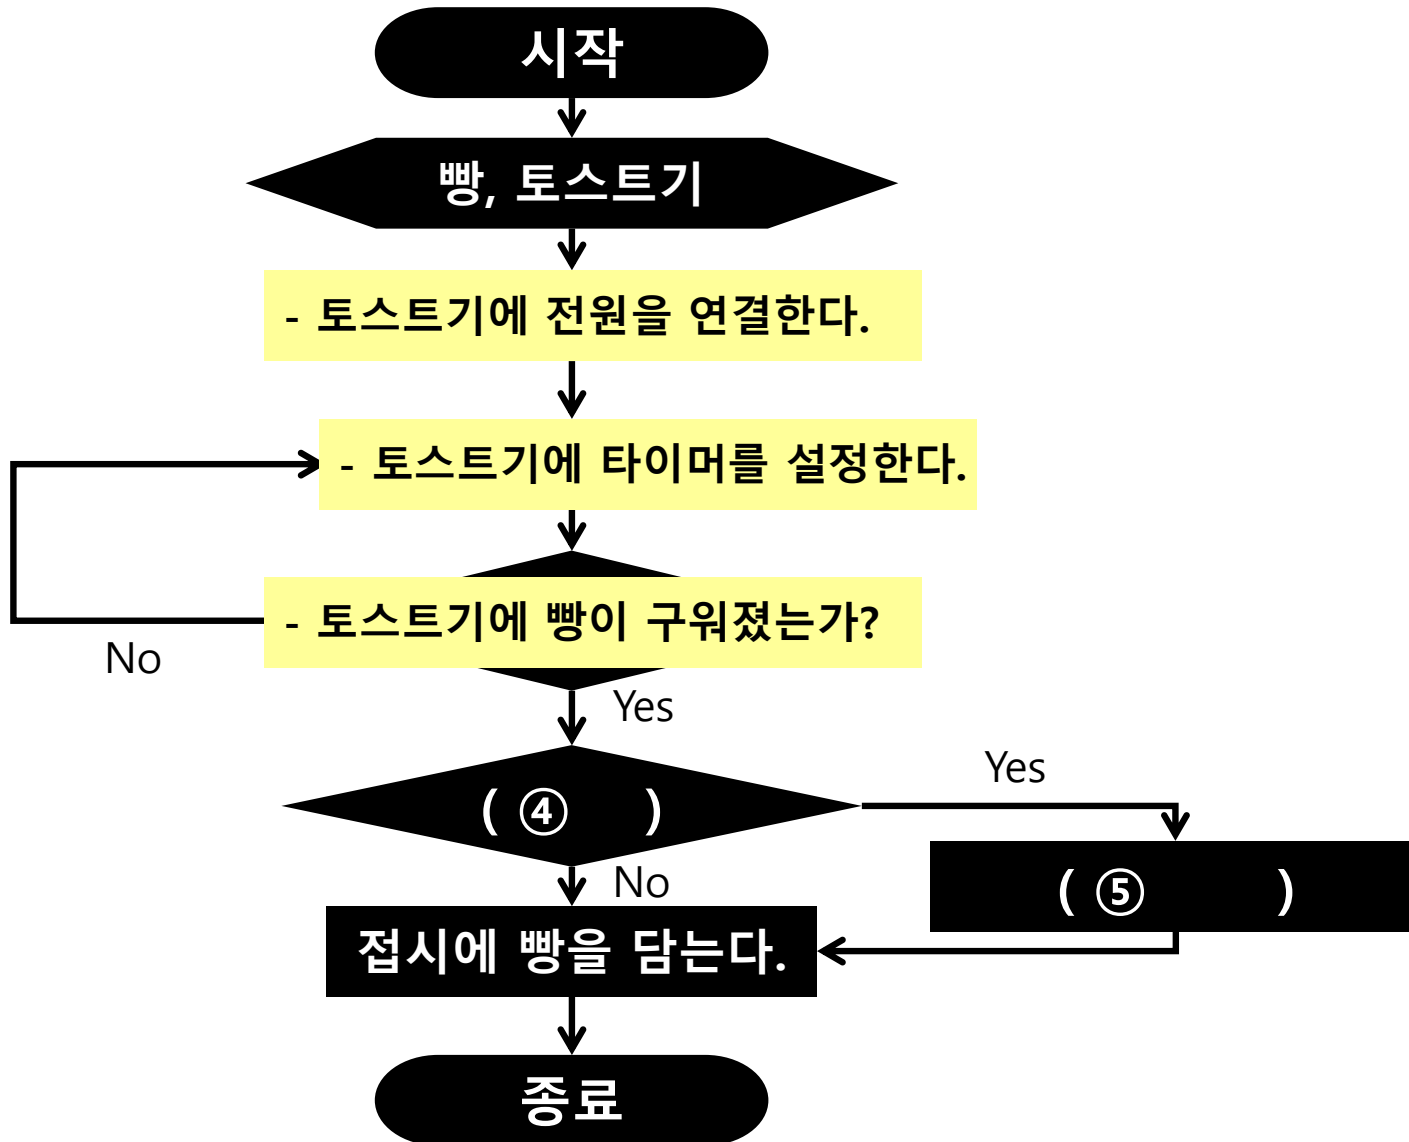 시작
빵, 토스트기
- 토스트기에 전원을 연결한다.
- 토스트기에 타이머를 설정한다.
- 토스트기에 빵이 구워졌는가?
No
Yes
( ④ )
Yes
No
( ⑤ )
접시에 빵을 담는다.
종료